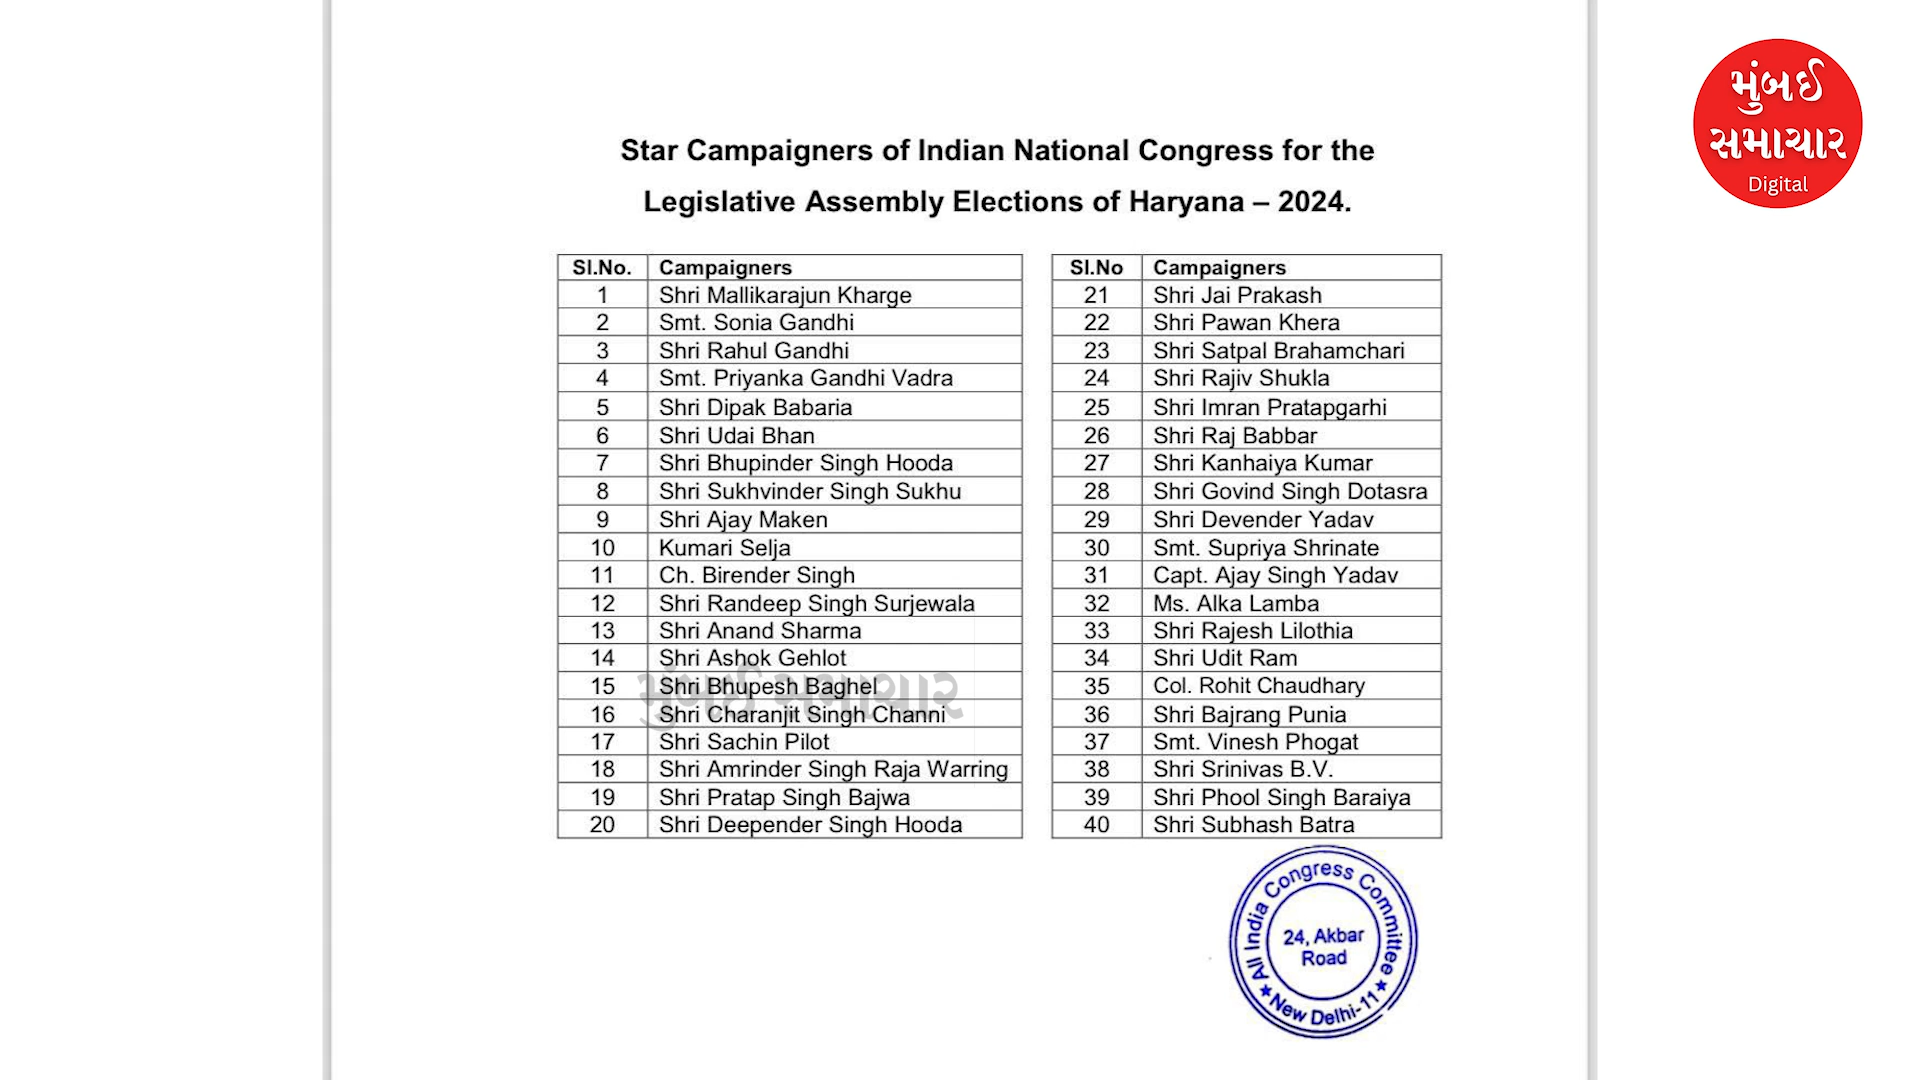 મુંબઈ
સમાચાર
Digital
Star Campaigners of Indian National Congress for the
Legislative Assembly Elections of Haryana – 2024.
Sl.No. Campaigners
1 Shri Mallikarajun Kharge
2 Smt. Sonia Gandhi
3 Shri Rahul Gandhi
4 Smt. Priyanka Gandhi Vadra
5 Shri Dipak Babaria
6 Shri Udai Bhan
7 Shri Bhupinder Singh Hooda
8 Shri Sukhvinder Singh Sukhu
9 Shri Ajay Maken
10 Kumari Selja
11 Ch. Birender Singh
12 Shri Randeep Singh Surjewala
13 Shri Anand Sharma
14 Shri Ashok Gehlot
15 Shri Bhupesh Baghel
16 Shri Charanjit Singh Channi
17 Shri Sachin Pilot
18 Shri Amrinder Singh Raja Warring
19 Shri Pratap Singh Bajwa
20 Shri Deepender Singh Hooda
Sl.No Campaigners
21 Shri Jai Prakash
22 Shri Pawan Khera
23 Shri Satpal Brahamchari
24 Shri Rajiv Shukla
25 Shri Imran Pratapgarhi
26 Shri Raj Babbar
27 Shri Kanhaiya Kumar
28 Shri Govind Singh Dotasra
29 Shri Devender Yadav
30 Smt. Supriya Shrinate
31 Capt. Ajay Singh Yadav
32 Ms. Alka Lamba
33 Shri Rajesh Lilothia
34 Shri Udit Ram
35 Col. Rohit Chaudhary
36 Shri Bajrang Punia
37 Smt. Vinesh Phogat
38 Shri Srinivas B.V.
39 Shri Phool Singh Baraiya
40 Shri Subhash Batra
મુંબઈ સમાચાર
All India Congress Committee
24, Akbar
Road
★ New Delhi-11 ★